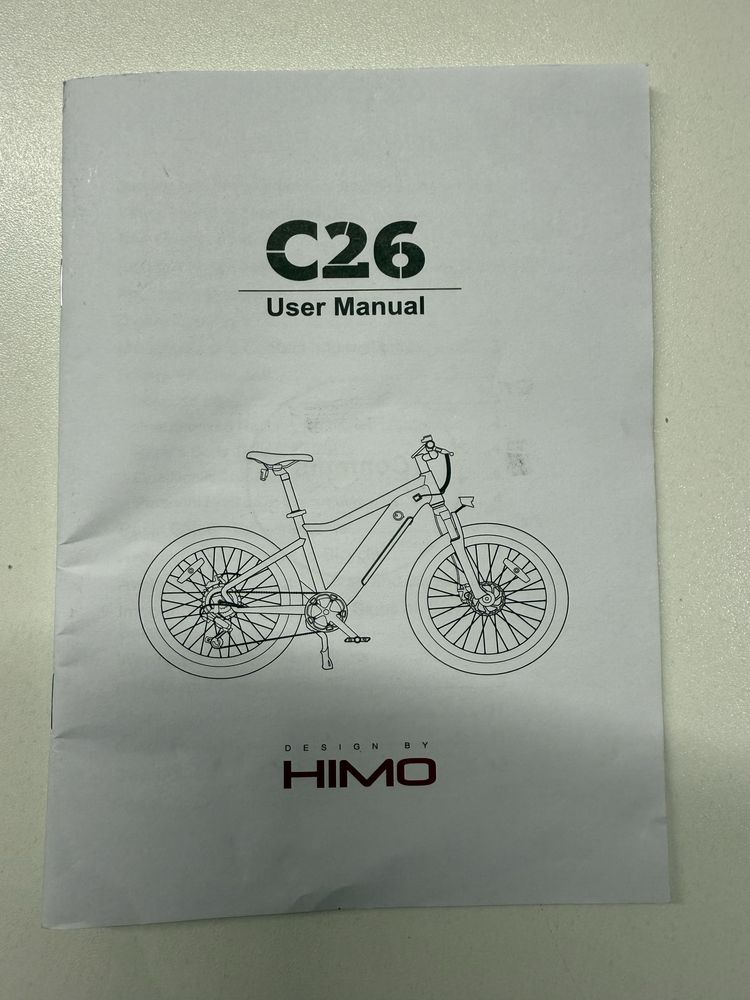 C26
User Manual
DESIGN BY
HIMO